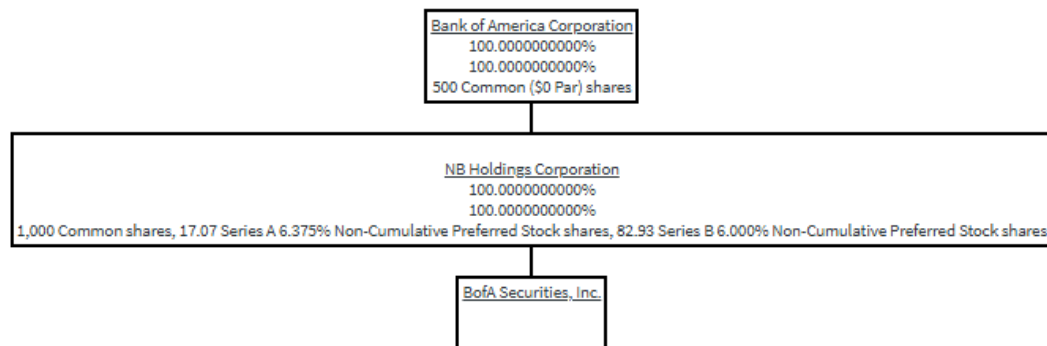 Bank of America Corporation
100.0000000000%
100.0000000000%
500 Common ($0 Par) shares
NB Holdings Corporation
100.0000000000%
100.0000000000%
1,000 Common shares, 17.07 Series A 6.375% Non-Cumulative Preferred Stock shares, 82.93 Series B 6.000% Non-Cumulative Preferred Stock shares
BofA Securities, Inc.